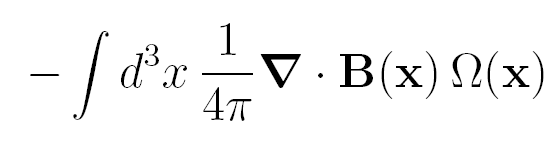 − ∫ d³x 1/4π ∇ · B(x) Ω(x)